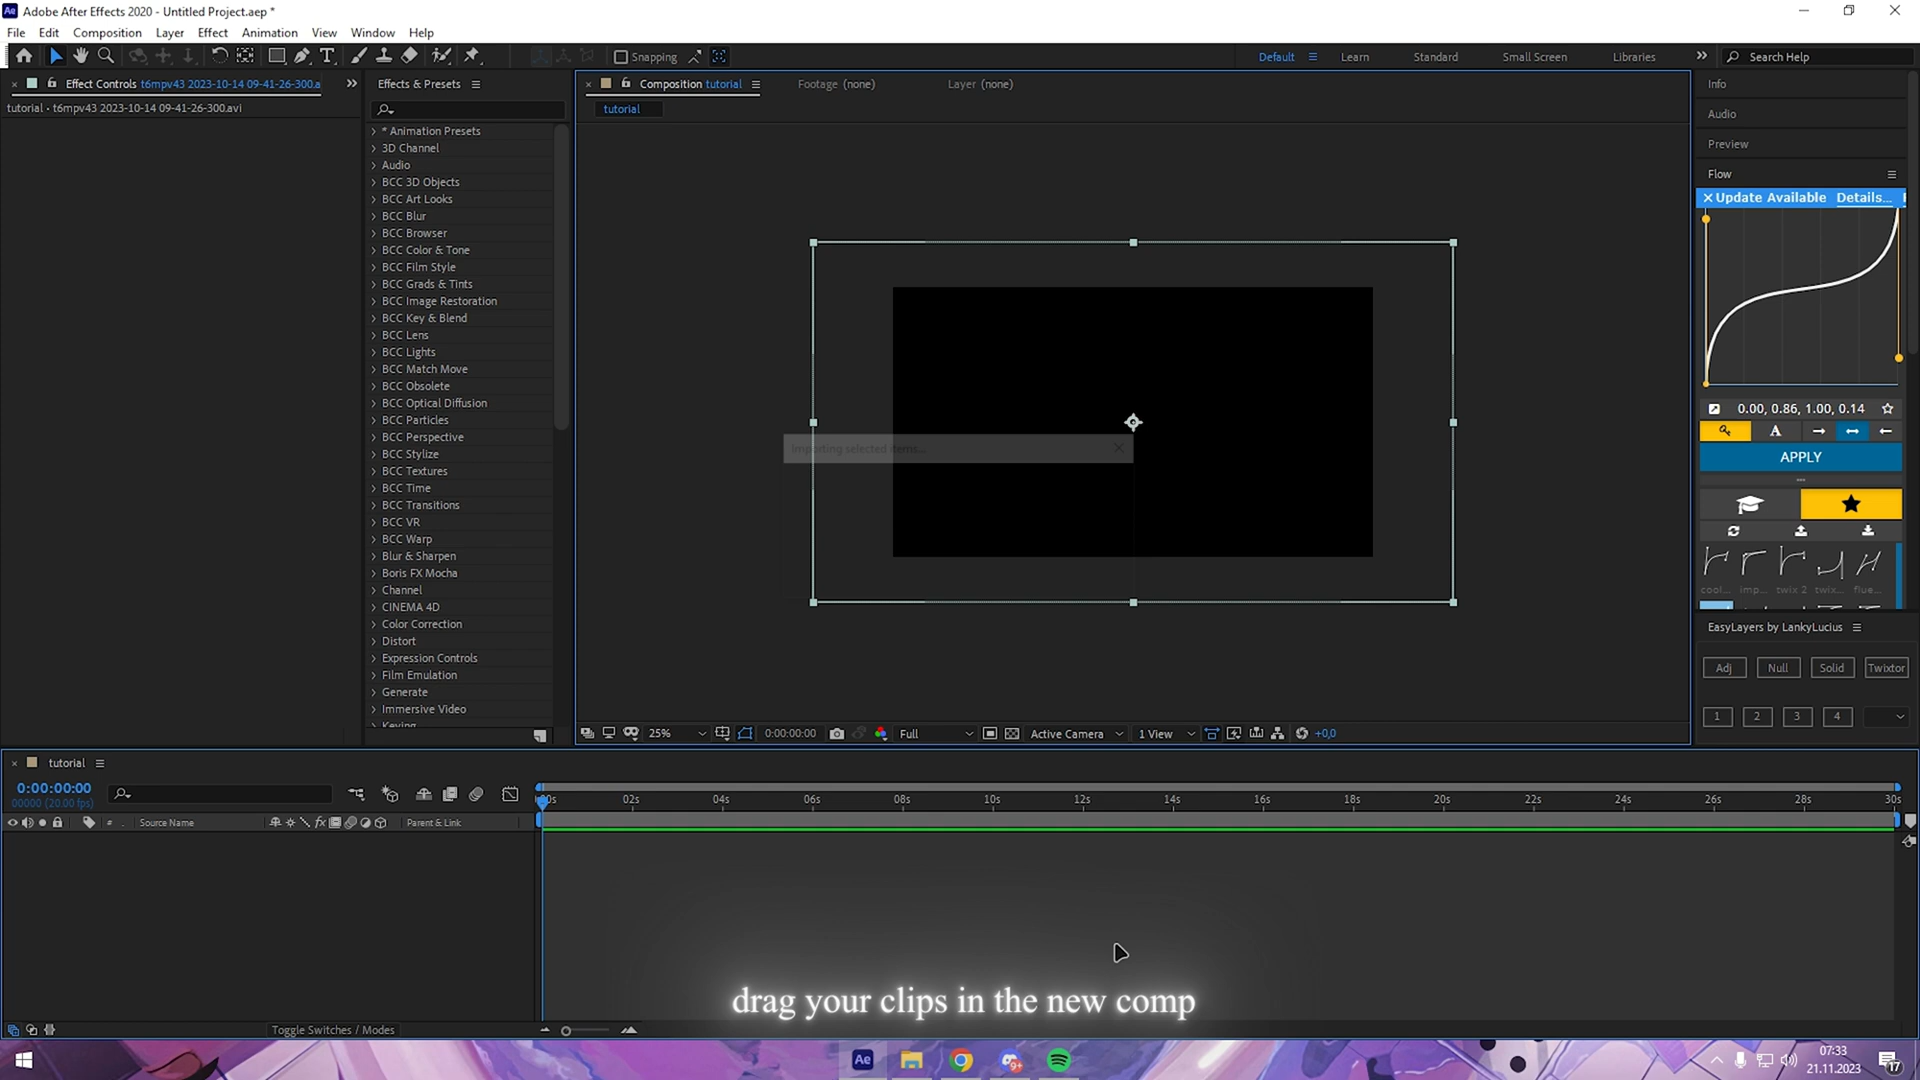 Adobe After Effects 2020 - Untitled Project.aep *
File Edit Composition Layer Effect Animation View Window Help
Snapping
Default Learn Standard Small Screen Libraries Search Help
Effect Controls t6mpv43 2023-10-14 09-41-26-300.a
tutorial • t6mpv43 2023-10-14 09-41-26-300.avi
Effects & Presets
* Animation Presets
3D Channel
Audio
BCC 3D Objects
BCC Art Looks
BCC Blur
BCC Browser
BCC Color & Tone
BCC Film Style
BCC Grads & Tints
BCC Image Restoration
BCC Key & Blend
BCC Lens
BCC Lights
BCC Match Move
BCC Obsolete
BCC Optical Diffusion
BCC Particles
BCC Perspective
BCC Stylize
BCC Textures
BCC Time
BCC Transitions
BCC VR
BCC Warp
Blur & Sharpen
Boris FX Mocha
Channel
CINEMA 4D
Color Correction
Distort
Expression Controls
Film Emulation
Generate
Immersive Video
Keying
Composition tutorial Footage (none) Layer (none)
tutorial
Importing selected items...
25% 0:00:00:00 Full Active Camera 1 View +0,0
Info
Audio
Preview
Flow
Update Available Details...
0.00, 0.86, 1.00, 0.14
A
APPLY
cool... imp... twix 2 twix... flue...
EasyLayers by LankyLucius
Adj Null Solid Twixtor
1 2 3 4
tutorial
0:00:00:00
00000 (20.00 fps)
# Source Name fx Parent & Link
02s 04s 06s 08s 10s 12s 14s 16s 18s 20s 22s 24s 26s 28s 30s
Toggle Switches / Modes
drag your clips in the new comp
Ae 9+
07:33
21.11.2023
17